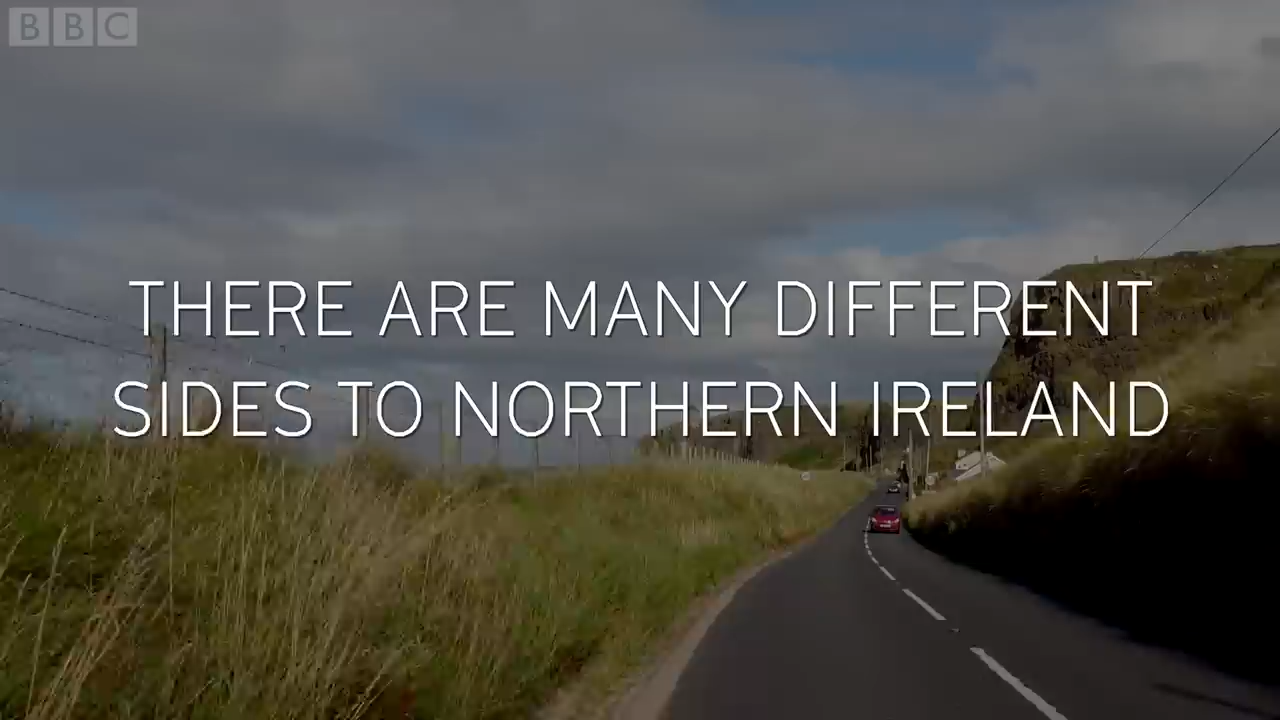 BBC
THERE ARE MANY DIFFERENT
SIDES TO NORTHERN IRELAND